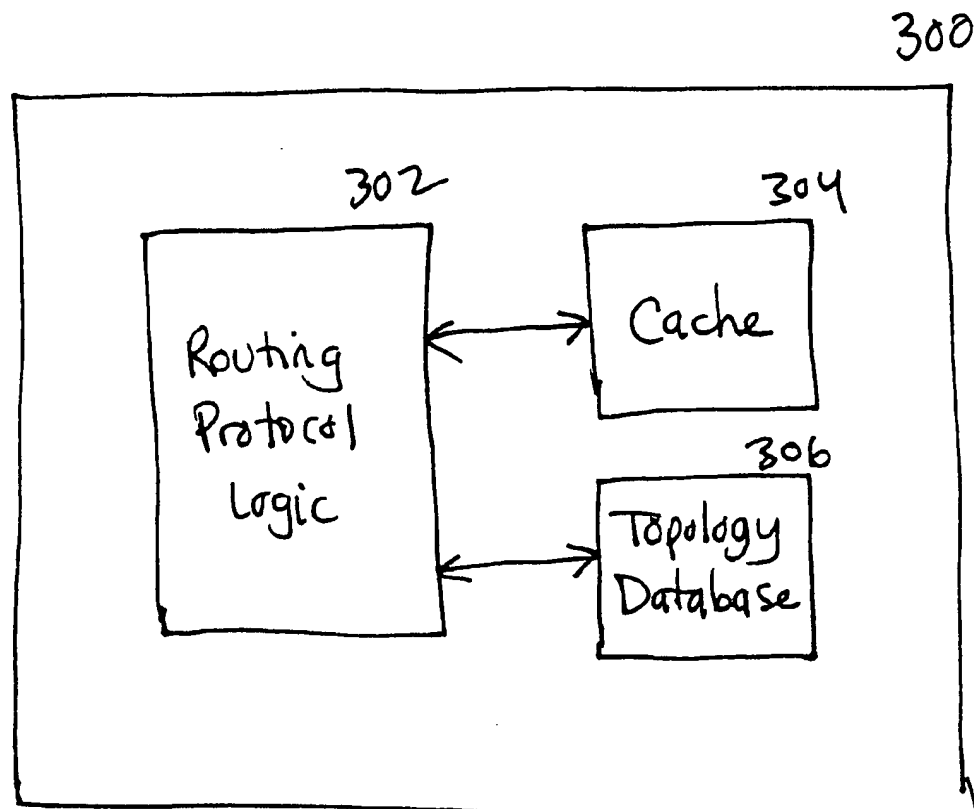 300
302
304
Routing
Protocol
Logic
Cache
306
Topology
Database